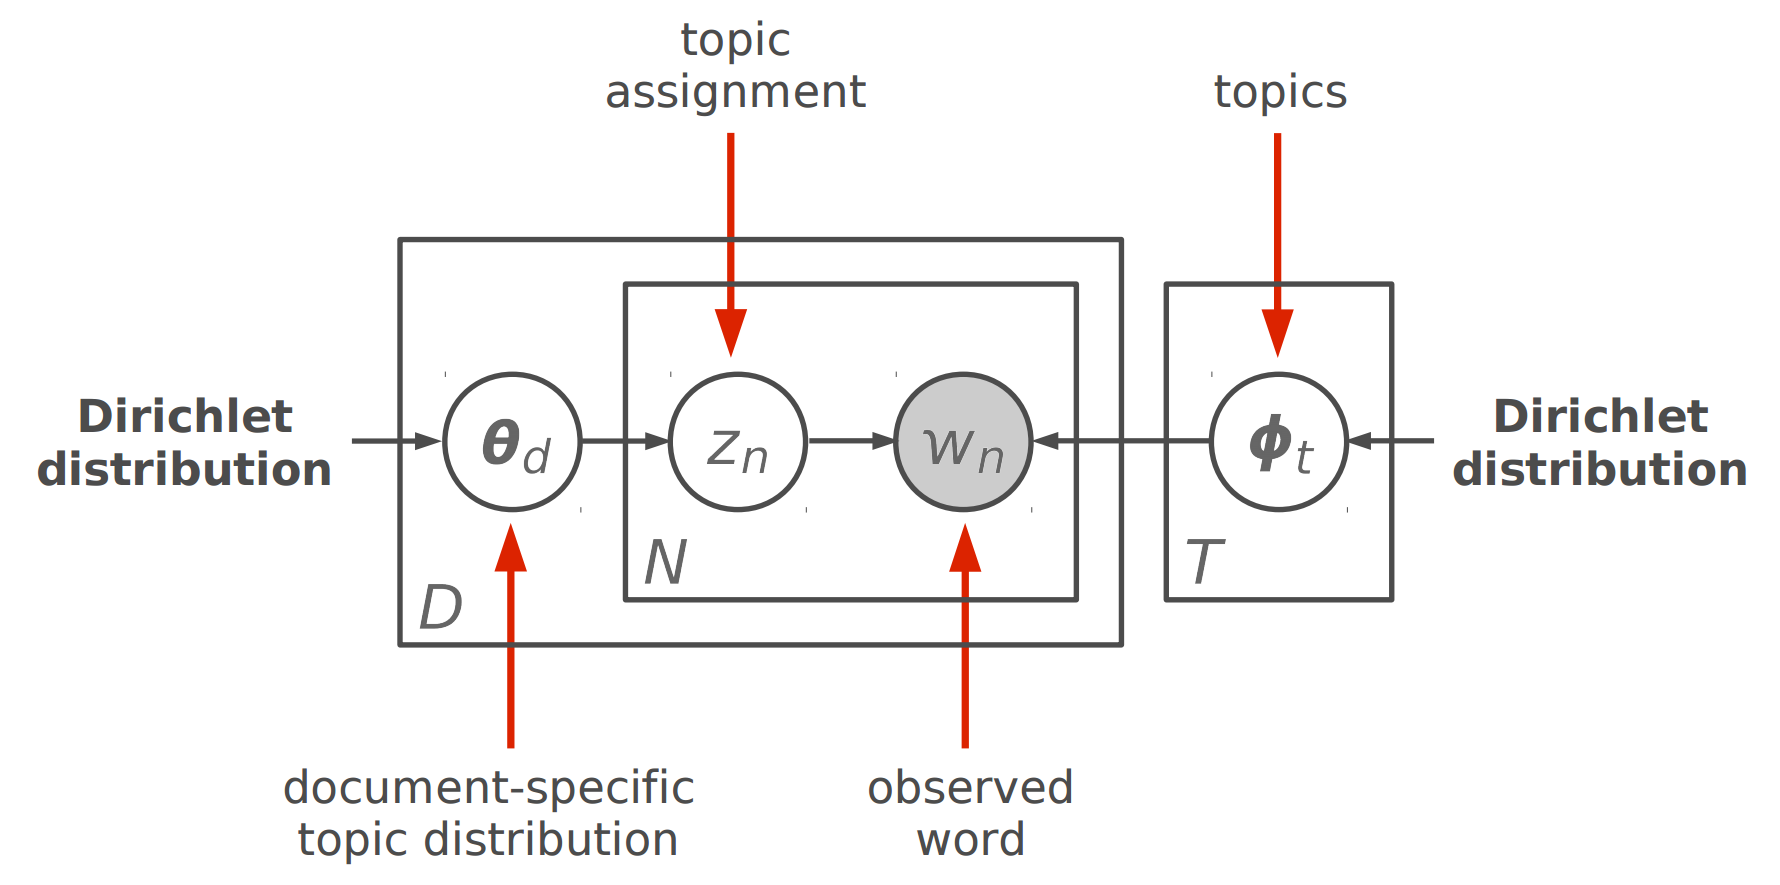 topic
assignment
topics
Dirichlet
distribution
θd
zn
wn
ϕt
Dirichlet
distribution
N
T
D
document-specific
topic distribution
observed
word